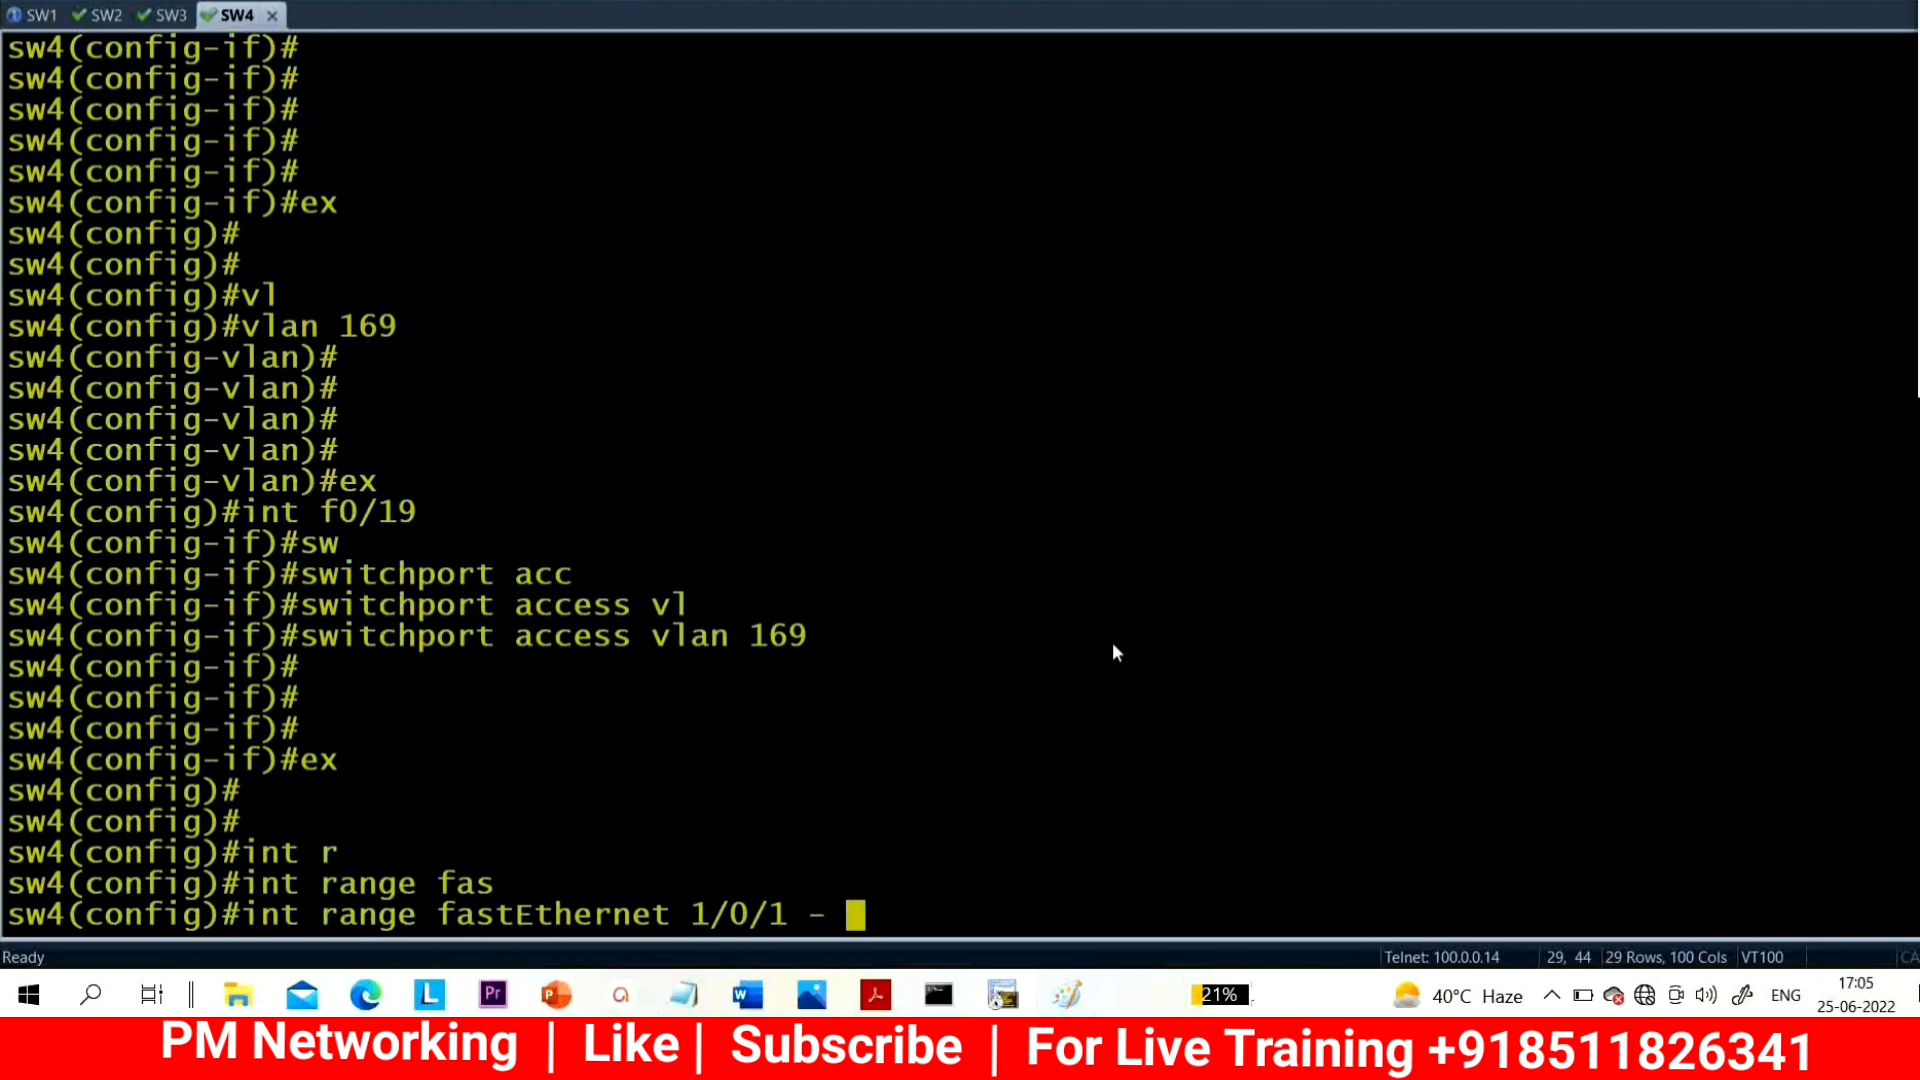 SW1 SW2 SW3 SW4
sw4(config-if)#
sw4(config-if)#
sw4(config-if)#
sw4(config-if)#
sw4(config-if)#
sw4(config-if)#ex
sw4(config)#
sw4(config)#
sw4(config)#vl
sw4(config)#vlan 169
sw4(config-vlan)#
sw4(config-vlan)#
sw4(config-vlan)#
sw4(config-vlan)#
sw4(config-vlan)#ex
sw4(config)#int f0/19
sw4(config-if)#sw
sw4(config-if)#switchport acc
sw4(config-if)#switchport access vl
sw4(config-if)#switchport access vlan 169
sw4(config-if)#
sw4(config-if)#
sw4(config-if)#
sw4(config-if)#ex
sw4(config)#
sw4(config)#
sw4(config)#int r
sw4(config)#int range fas
sw4(config)#int range fastEthernet 1/0/1 -
Ready Telnet: 100.0.0.14 29, 44 29 Rows, 100 Cols VT100 CA
21% 40°C Haze ENG 17:05
25-06-2022
PM Networking | Like | Subscribe | For Live Training +918511826341